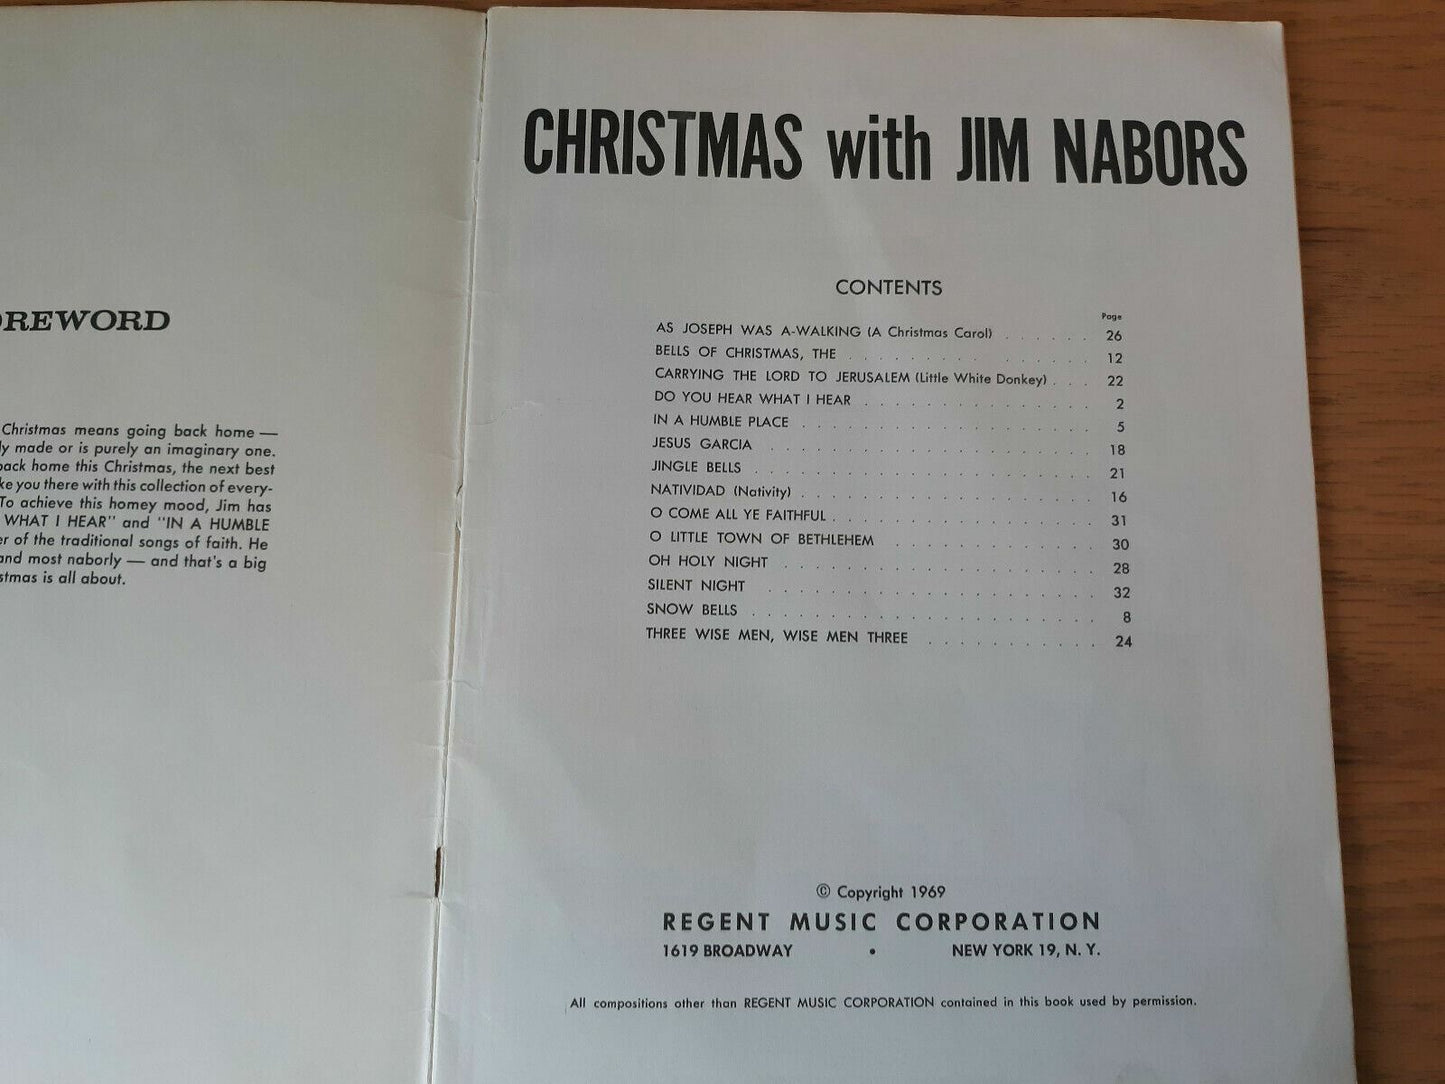 OREWORD
Christmas means going back home —
ly made or is purely an imaginary one.
back home this Christmas, the next best
ke you there with this collection of every-
To achieve this homey mood, Jim has
WHAT I HEAR" and "IN A HUMBLE
er of the traditional songs of faith. He
and most naborly — and that's a big
stmas is all about.
CHRISTMAS with JIM NABORS
CONTENTS
Page
AS JOSEPH WAS A-WALKING (A Christmas Carol) . . . . . . 26
BELLS OF CHRISTMAS, THE . . . . . . . . . . . . . . 12
CARRYING THE LORD TO JERUSALEM (Little White Donkey) . . . 22
DO YOU HEAR WHAT I HEAR . . . . . . . . . . . . . . . 2
IN A HUMBLE PLACE . . . . . . . . . . . . . . . . . . . 5
JESUS GARCIA . . . . . . . . . . . . . . . . . . . . . 18
JINGLE BELLS . . . . . . . . . . . . . . . . . . . . . . 21
NATIVIDAD (Nativity) . . . . . . . . . . . . . . . . . . . 16
O COME ALL YE FAITHFUL . . . . . . . . . . . . . . . . . 31
O LITTLE TOWN OF BETHLEHEM . . . . . . . . . . . . . 30
OH HOLY NIGHT . . . . . . . . . . . . . . . . . . . . 28
SILENT NIGHT . . . . . . . . . . . . . . . . . . . . . 32
SNOW BELLS . . . . . . . . . . . . . . . . . . . . . . 8
THREE WISE MEN, WISE MEN THREE . . . . . . . . . . . 24
© Copyright 1969
REGENT MUSIC CORPORATION
1619 BROADWAY • NEW YORK 19, N. Y.
All compositions other than REGENT MUSIC CORPORATION contained in this book used by permission.